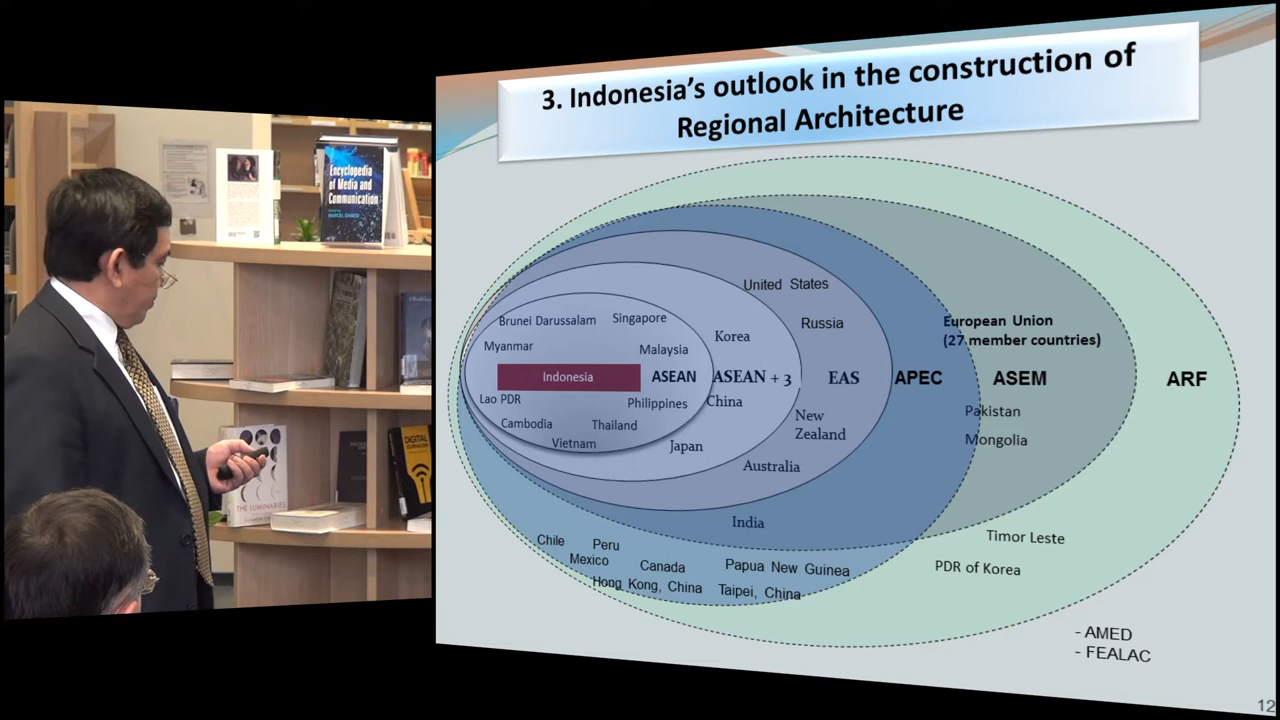 Encyclopedia
of Media and
Communication
MARCEL DANESI
THE LUMINARIES
DIGITAL
JOURNALISM
3. Indonesia's outlook in the construction of
Regional Architecture
Brunei Darussalam
Singapore
Myanmar
Malaysia
Indonesia
ASEAN
Lao PDR
Philippines
Cambodia
Thailand
Vietnam
Korea
ASEAN + 3
China
Japan
United States
Russia
EAS
New
Zealand
Australia
India
APEC
Chile
Peru
Mexico
Canada
Papua New Guinea
Hong Kong, China
Taipei, China
European Union
(27 member countries)
ASEM
Pakistan
Mongolia
ARF
Timor Leste
PDR of Korea
- AMED
- FEALAC
12